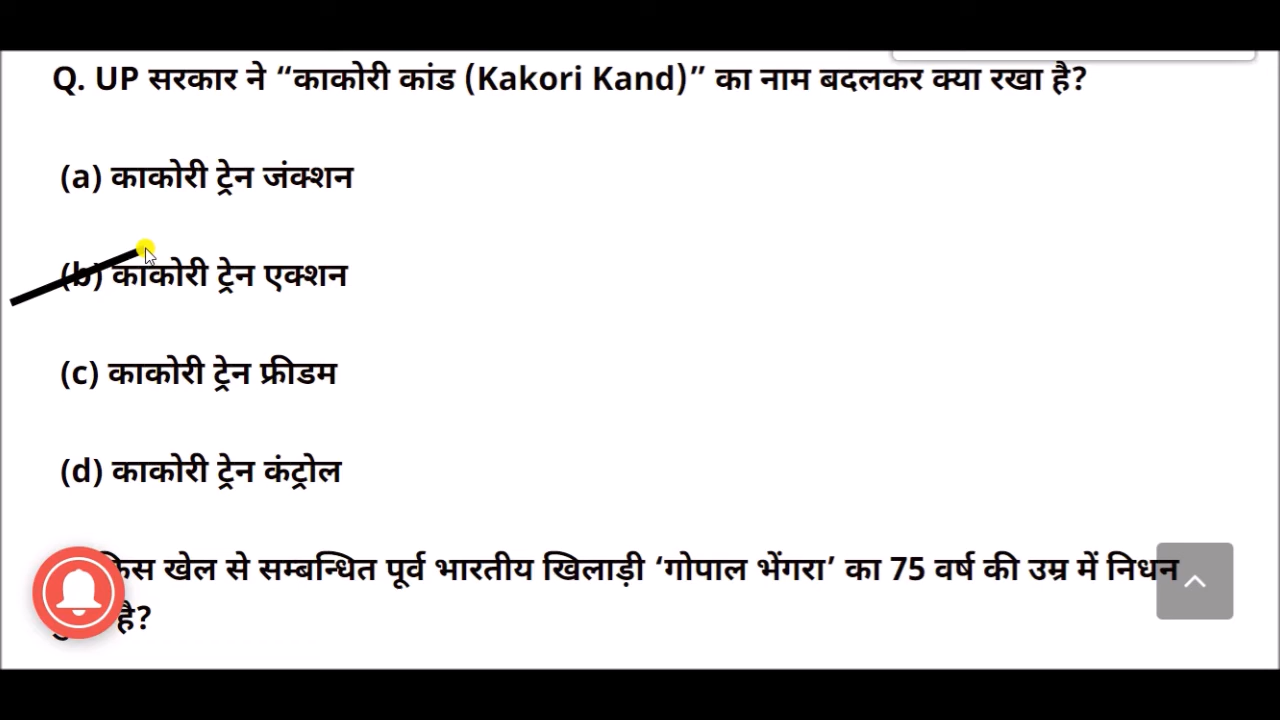 Q. UP सरकार ने “काकोरी कांड (Kakori Kand)” का नाम बदलकर क्या रखा है?
(a) काकोरी ट्रेन जंक्शन
(b) काकोरी ट्रेन एक्शन
(c) काकोरी ट्रेन फ्रीडम
(d) काकोरी ट्रेन कंट्रोल
किस खेल से सम्बन्धित पूर्व भारतीय खिलाड़ी ‘गोपाल भेंगरा’ का 75 वर्ष की उम्र में निधन
है?